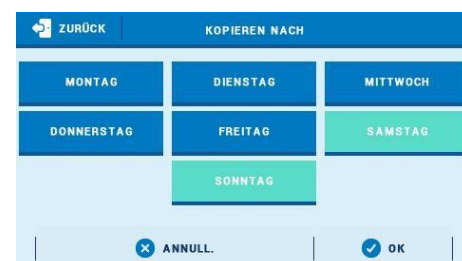 ZURÜCK KOPIEREN NACH
MONTAG DIENSTAG MITTWOCH
DONNERSTAG FREITAG SAMSTAG
SONNTAG
ANNULL. OK